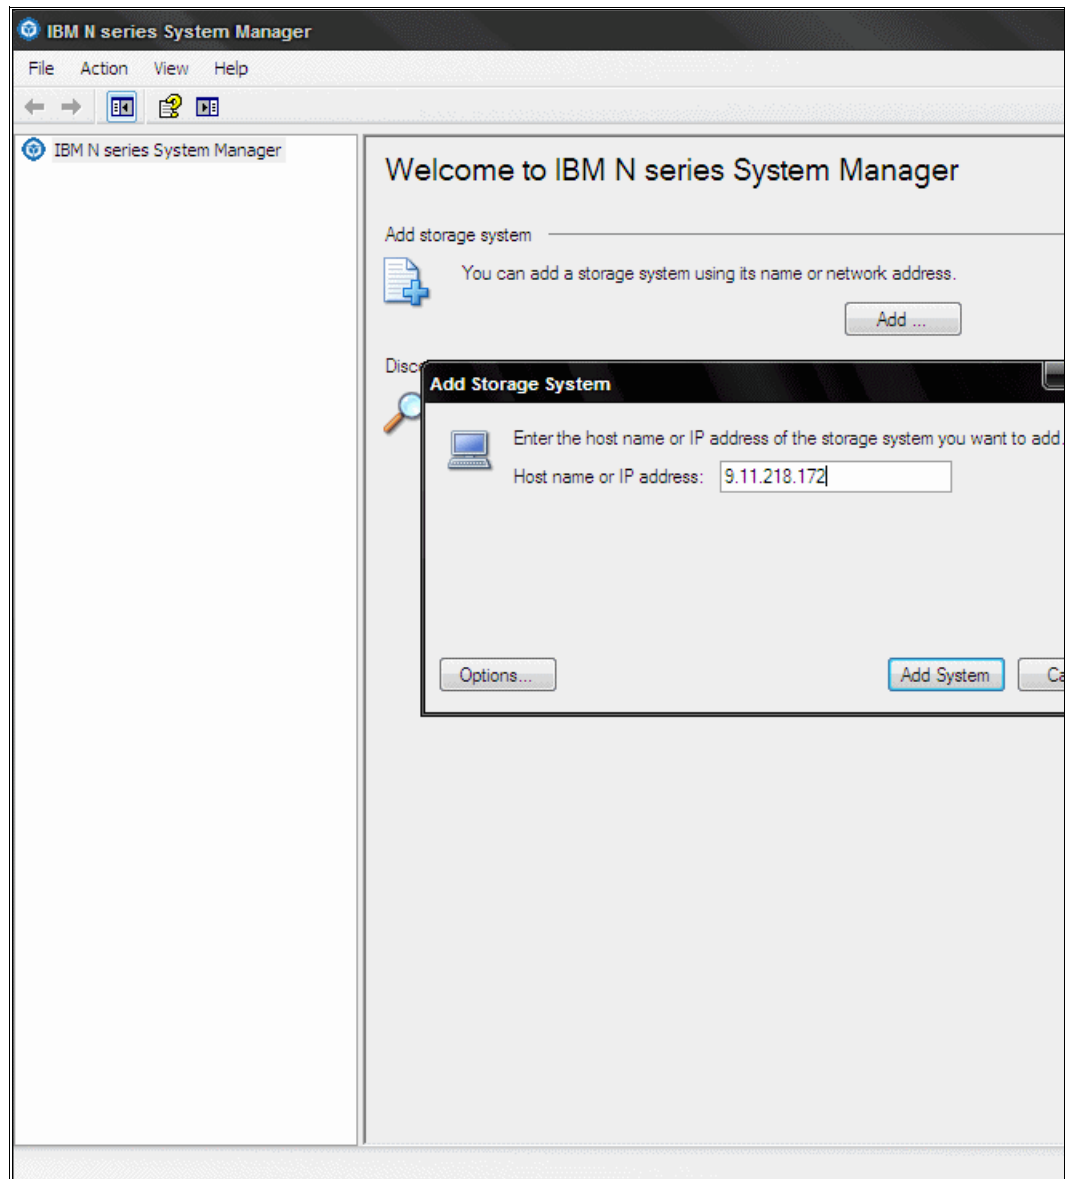 IBM N series System Manager
File Action View Help
IBM N series System Manager
Welcome to IBM N series System Manager
Add storage system
You can add a storage system using its name or network address.
Add ...
Add Storage System
Enter the host name or IP address of the storage system you want to add.
Host name or IP address: 9.11.218.172
Options...
Add System